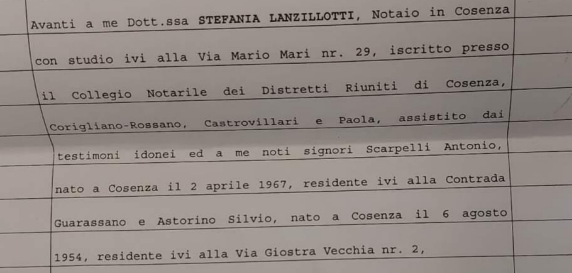 Avanti a me Dott.ssa STEFANIA LANZILLOTTI, Notaio in Cosenza
con studio ivi alla Via Mario Mari nr. 29, iscritto presso
il Collegio Notarile dei Distretti Riuniti di Cosenza,
Corigliano-Rossano, Castrovillari e Paola, assistito dai
testimoni idonei ed a me noti signori Scarpelli Antonio,
nato a Cosenza il 2 aprile 1967, residente ivi alla Contrada
Guarassano e Astorino Silvio, nato a Cosenza il 6 agosto
1954, residente ivi alla Via Giostra Vecchia nr. 2,